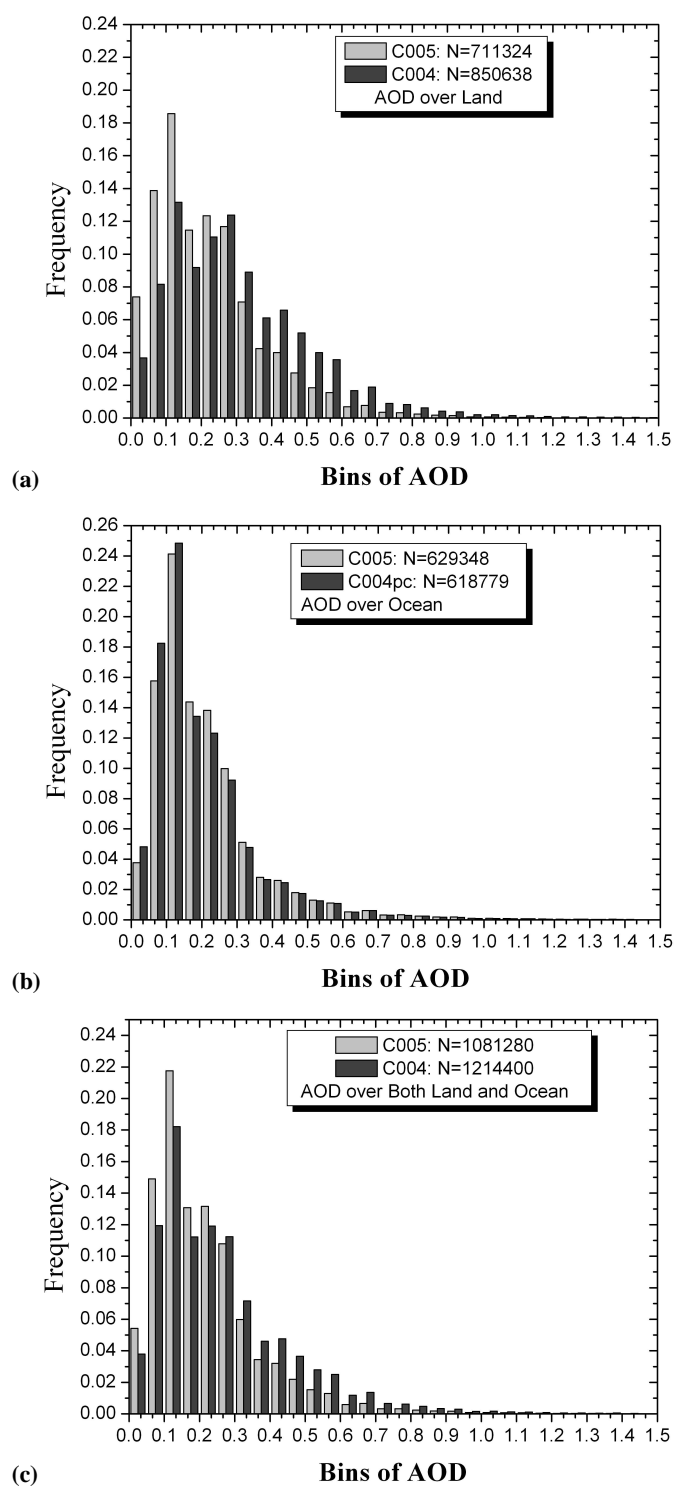 0.24
0.22
0.20
0.18
0.16
0.14
0.12
0.10
0.08
0.06
0.04
0.02
0.00
Frequency
C005: N=711324
C004: N=850638
AOD over Land
0.0 0.1 0.2 0.3 0.4 0.5 0.6 0.7 0.8 0.9 1.0 1.1 1.2 1.3 1.4 1.5
Bins of AOD
(a)
0.26
0.24
0.22
0.20
0.18
0.16
0.14
0.12
0.10
0.08
0.06
0.04
0.02
0.00
Frequency
C005: N=629348
C004pc: N=618779
AOD over Ocean
0.0 0.1 0.2 0.3 0.4 0.5 0.6 0.7 0.8 0.9 1.0 1.1 1.2 1.3 1.4 1.5
Bins of AOD
(b)
0.24
0.22
0.20
0.18
0.16
0.14
0.12
0.10
0.08
0.06
0.04
0.02
0.00
Frequency
C005: N=1081280
C004: N=1214400
AOD over Both Land and Ocean
0.0 0.1 0.2 0.3 0.4 0.5 0.6 0.7 0.8 0.9 1.0 1.1 1.2 1.3 1.4 1.5
Bins of AOD
(c)